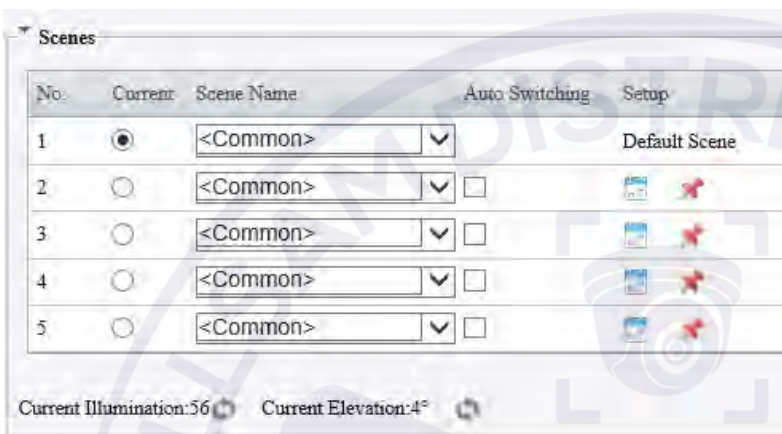 Scenes
No. Current Scene Name Auto Switching Setup
1 <Common> Default Scene
2 <Common>
3 <Common>
4 <Common>
5 <Common>
Current Illumination:56 Current Elevation:4°